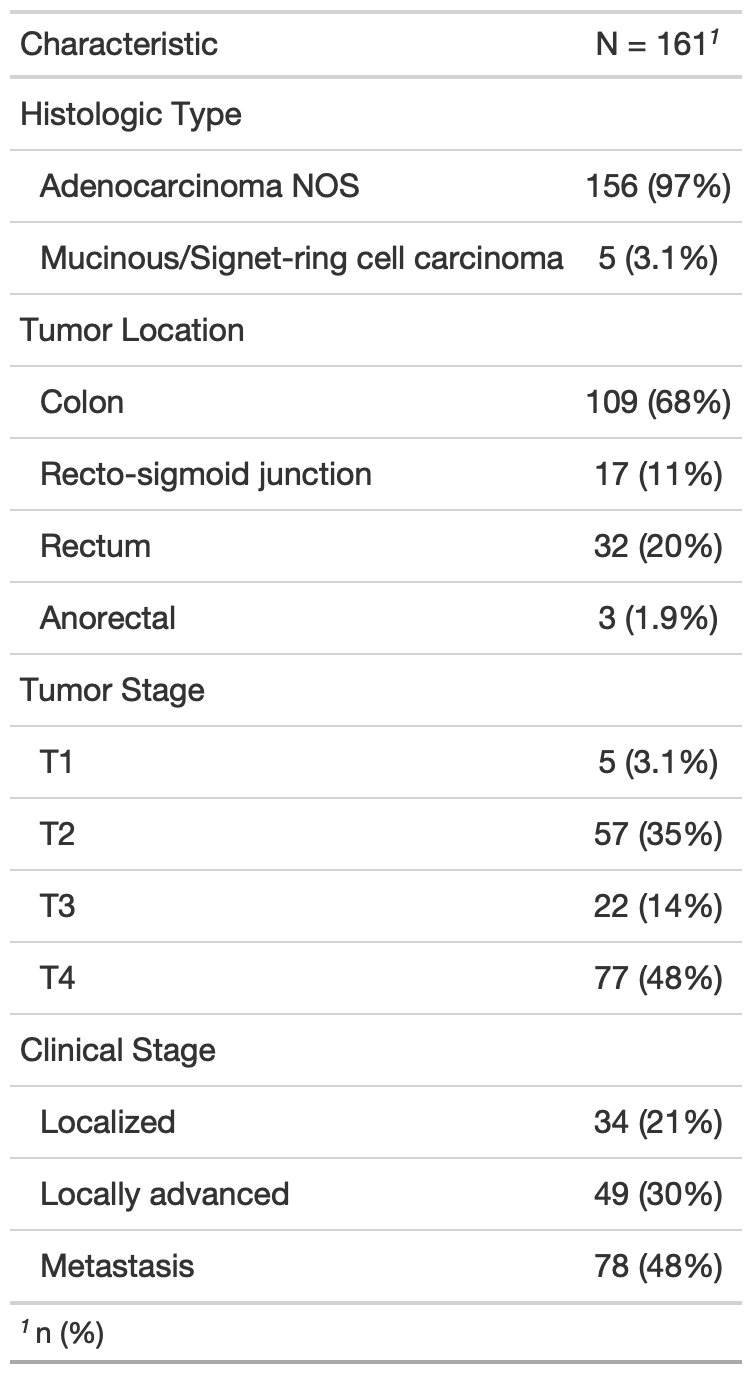 Characteristic N = 161¹
Histologic Type
Adenocarcinoma NOS 156 (97%)
Mucinous/Signet-ring cell carcinoma 5 (3.1%)
Tumor Location
Colon 109 (68%)
Recto-sigmoid junction 17 (11%)
Rectum 32 (20%)
Anorectal 3 (1.9%)
Tumor Stage
T1 5 (3.1%)
T2 57 (35%)
T3 22 (14%)
T4 77 (48%)
Clinical Stage
Localized 34 (21%)
Locally advanced 49 (30%)
Metastasis 78 (48%)
¹ n (%)